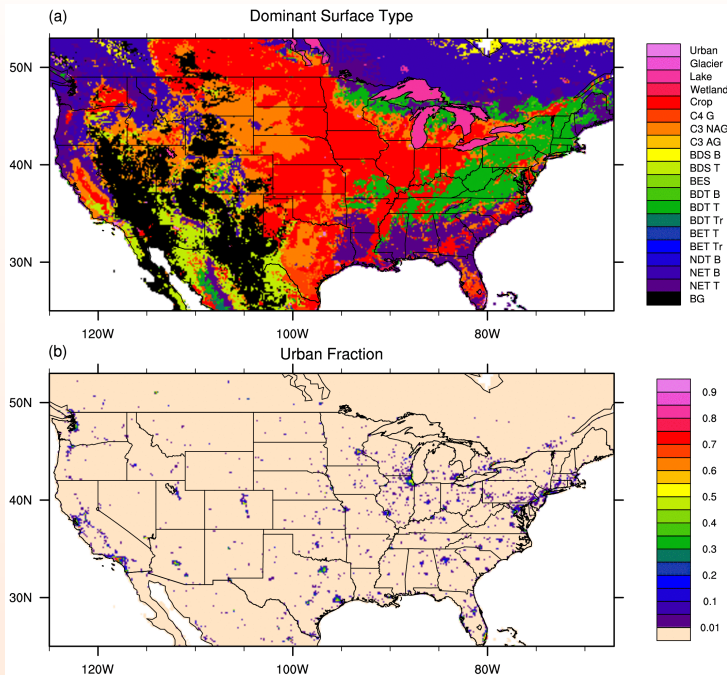 (a)
Dominant Surface Type
50N
40N
30N
120W
100W
80W
Urban
Glacier
Lake
Wetland
Crop
C4 G
C3 NAG
C3 AG
BDS B
BDS T
BES
BDT B
BDT T
BDT Tr
BET T
BET Tr
NDT B
NET B
NET T
BG
(b)
Urban Fraction
50N
40N
30N
120W
100W
80W
0.9
0.8
0.7
0.6
0.5
0.4
0.3
0.2
0.1
0.01